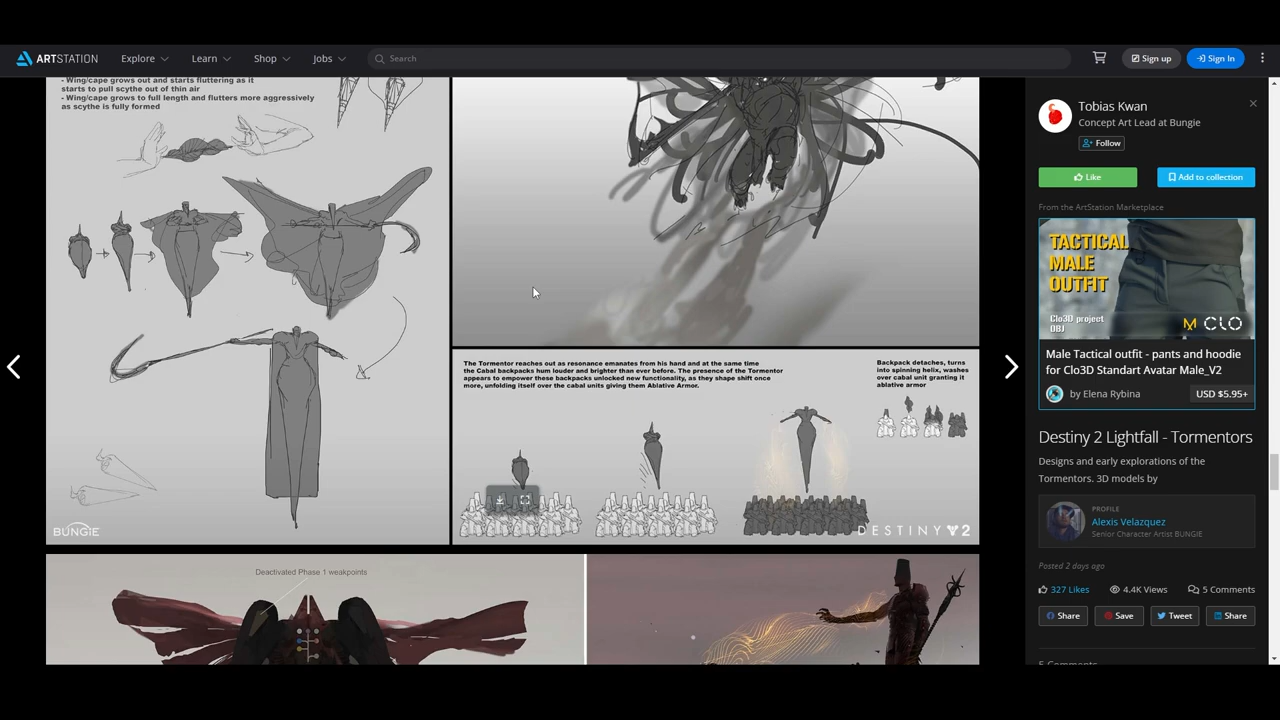 ARTSTATION
Explore
Learn
Shop
Jobs
Search
Sign up
Sign In
- Wing/cape grows out and starts fluttering as it
starts to pull scythe out of thin air
- Wing/cape grows to full length and flutters more aggressively
as scythe is fully formed
BUNGIE
The Tormentor reaches out as resonance emanates from his hand and at the same time
the Cabal backpacks hum louder and brighter than ever before. The presence of the Tormentor
appears to empower these backpacks unlocked new functionality, as they shape shift once
more, unfolding itself over the cabal units giving them Ablative Armor.
Backpack detaches, turns
into spinning helix, washes
over cabal unit granting it
ablative armor
DESTINY 2
Deactivated Phase 1 weakpoints
Tobias Kwan
Concept Art Lead at Bungie
Follow
Like
Add to collection
From the ArtStation Marketplace
TACTICAL
MALE
OUTFIT
Clo3D project
OBJ
M CLO
Male Tactical outfit - pants and hoodie
for Clo3D Standart Avatar Male_V2
by Elena Rybina
USD $5.95+
Destiny 2 Lightfall - Tormentors
Designs and early explorations of the
Tormentors. 3D models by
PROFILE
Alexis Velazquez
Senior Character Artist BUNGIE
Posted 2 days ago
327 Likes
4.4K Views
5 Comments
Share
Save
Tweet
Share
5 Comments